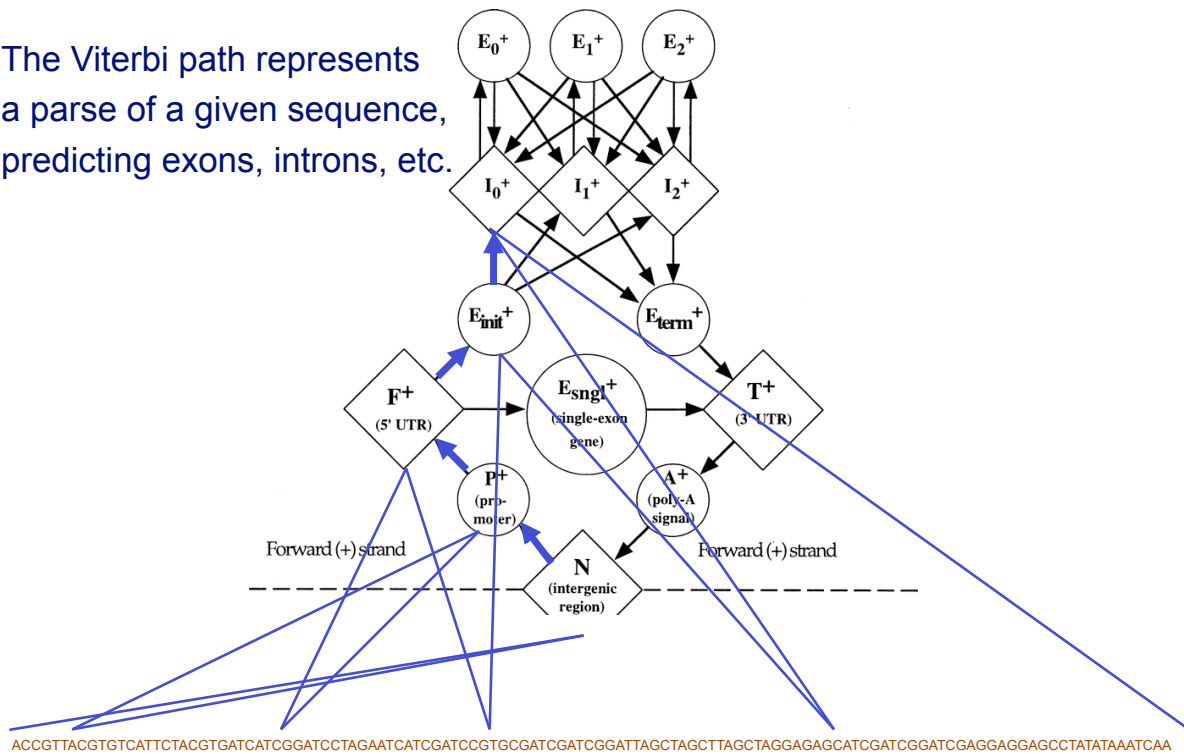 The Viterbi path represents
a parse of a given sequence,
predicting exons, introns, etc.
E0+ E1+ E2+
I0+ I1+ I2+
Einit+ Eterm+
F+
(5' UTR)
Esngl+
(single-exon
gene)
T+
(3' UTR)
P+
(pro-
moter)
A+
(poly-A
signal)
Forward (+) strand Forward (+) strand
N
(intergenic
region)
ACCGTTACGTGTCATTCTACGTGATCATCGGATCCTAGAATCATCGATCCGTGCGATCGATCGGATTAGCTAGCTTAGCTAGGAGAGCATCGATCGGATCGAGGAGGAGCCTATATAAATCAA